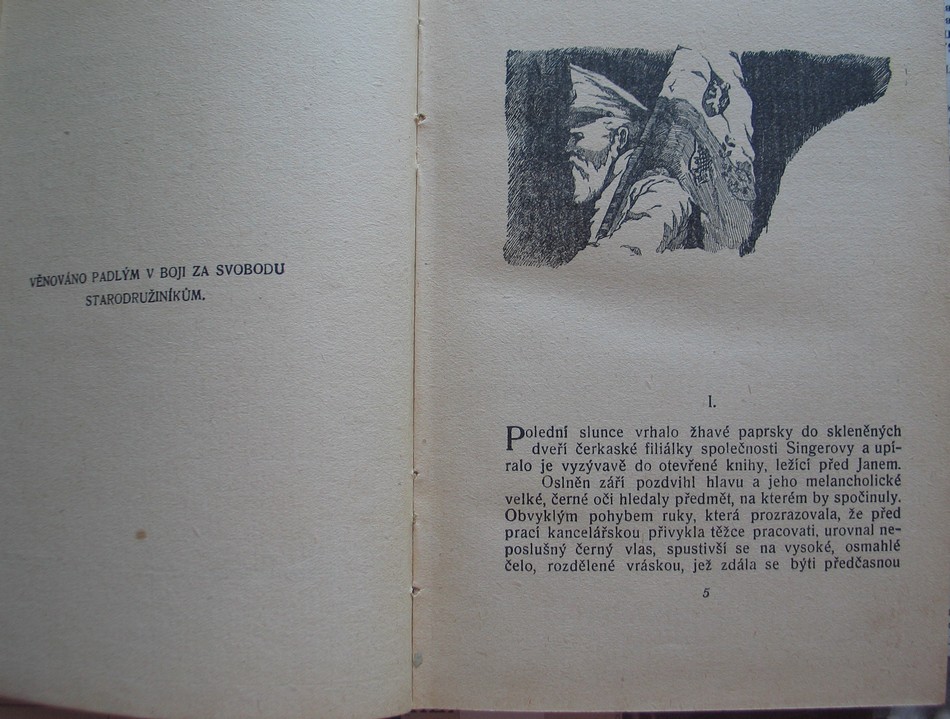 VĚNOVÁNO PADLÝM V BOJI ZA SVOBODU
STARODRUŽINÍKŮM.
I.
Polední slunce vrhalo žhavé paprsky do skleněných
dveří čerkaské filiálky společnosti Singerovy a upí-
ralo je vyzývavě do otevřené knihy, ležící před Janem.
Oslněn září pozdvihl hlavu a jeho melancholické
velké, černé oči hledaly předmět, na kterém by spočinuly.
Obvyklým pohybem ruky, která prozrazovala, že před
prací kancelářskou přivykla těžce pracovati, urovnal ne-
poslušný černý vlas, spustivší se na vysoké, osmahlé
čelo, rozdělené vráskou, jež zdála se býti předčasnou
5